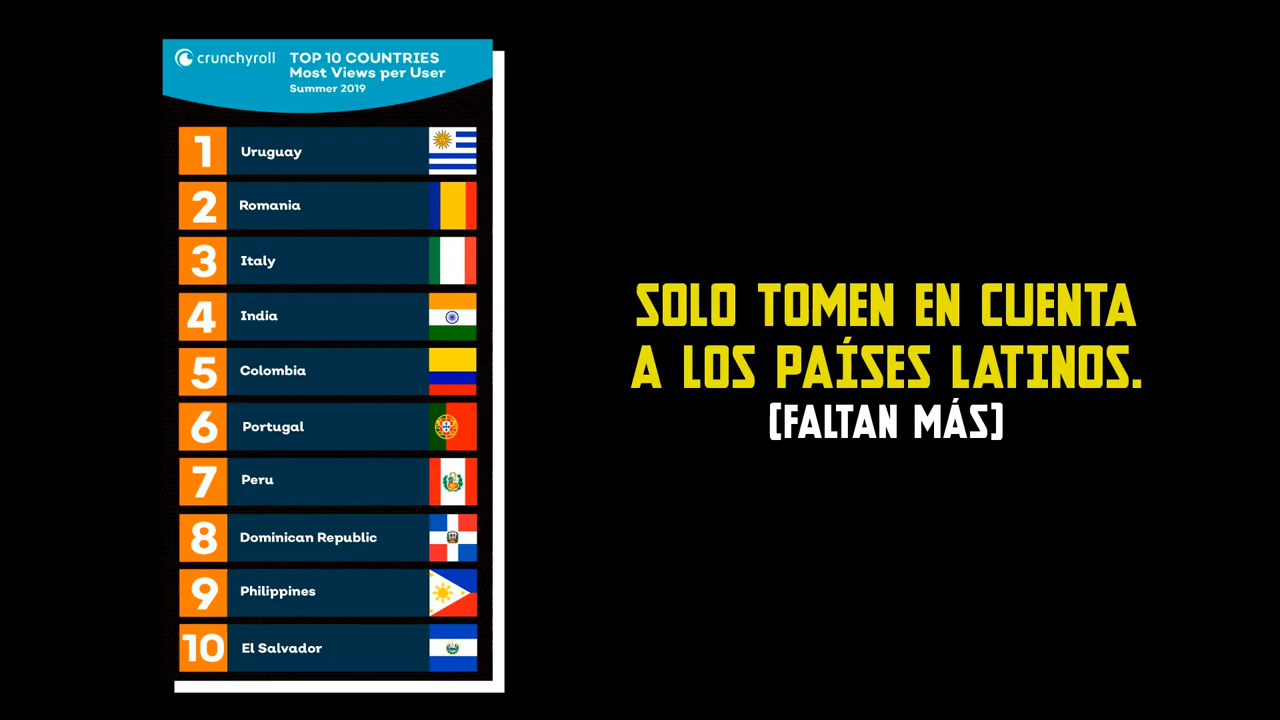 crunchyroll
TOP 10 COUNTRIES
Most Views per User
Summer 2019
1 Uruguay
2 Romania
3 Italy
4 India
5 Colombia
6 Portugal
7 Peru
8 Dominican Republic
9 Philippines
10 El Salvador
SOLO TOMEN EN CUENTA
A LOS PAÍSES LATINOS.
[FALTAN MÁS]